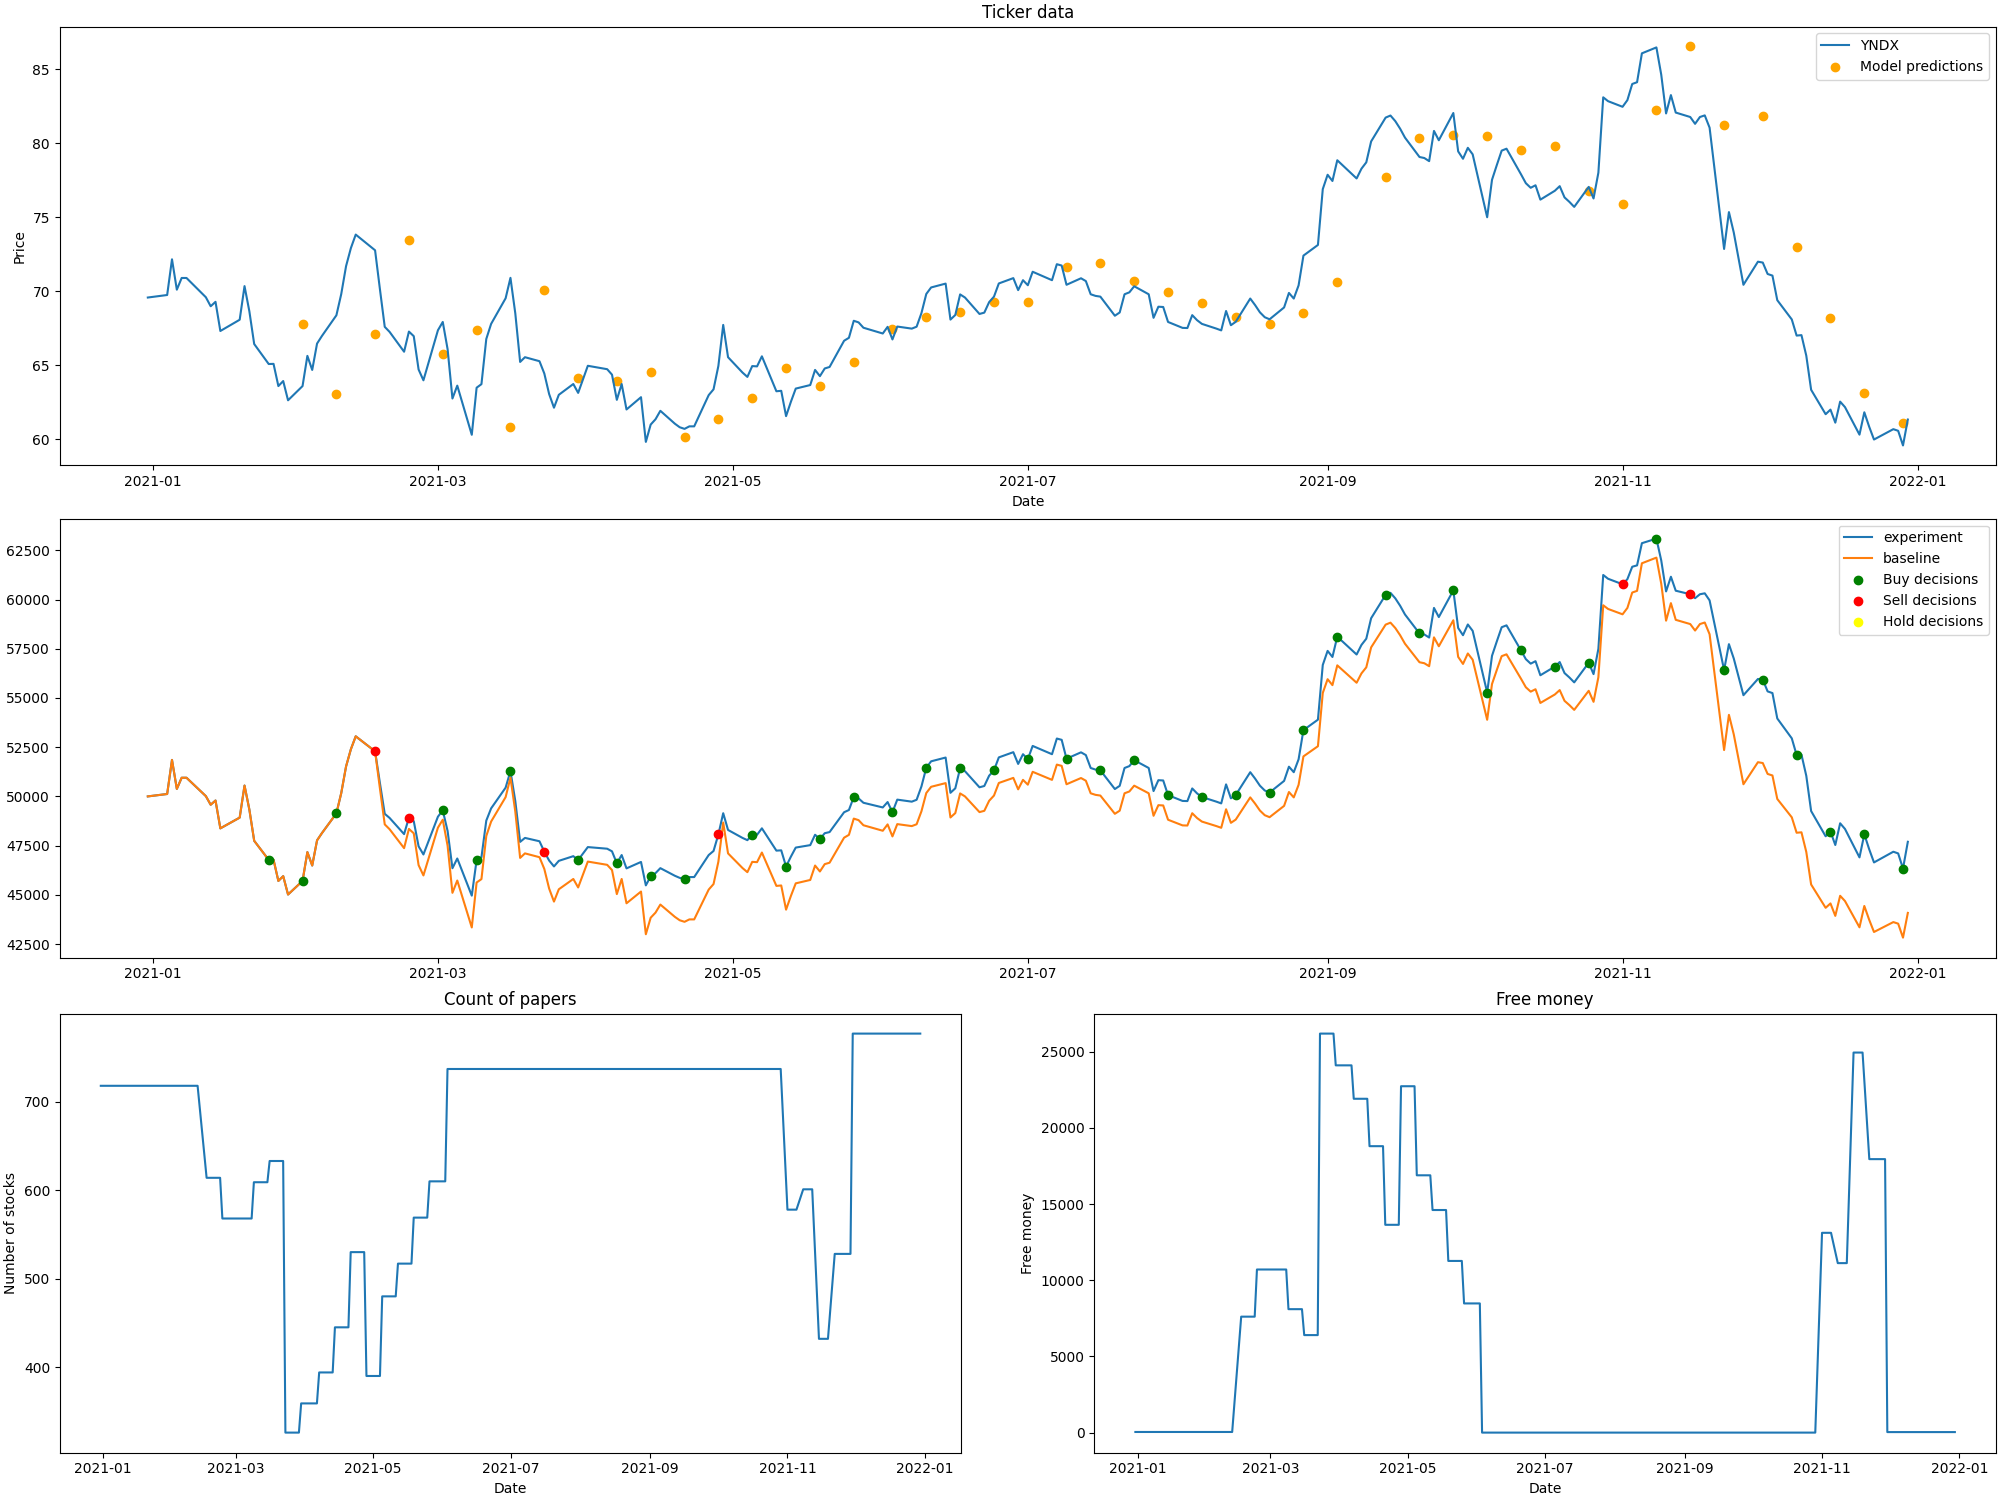 Ticker data
YNDX
Model predictions
85
80
75
70
65
60
Price
2021-01 2021-03 2021-05 2021-07 2021-09 2021-11 2022-01
Date
experiment
baseline
Buy decisions
Sell decisions
Hold decisions
62500
60000
57500
55000
52500
50000
47500
45000
42500
2021-01 2021-03 2021-05 2021-07 2021-09 2021-11 2022-01
Count of papers
700
600
500
400
Number of stocks
2021-01 2021-03 2021-05 2021-07 2021-09 2021-11 2022-01
Date
Free money
25000
20000
15000
10000
5000
0
Free money
2021-01 2021-03 2021-05 2021-07 2021-09 2021-11 2022-01
Date